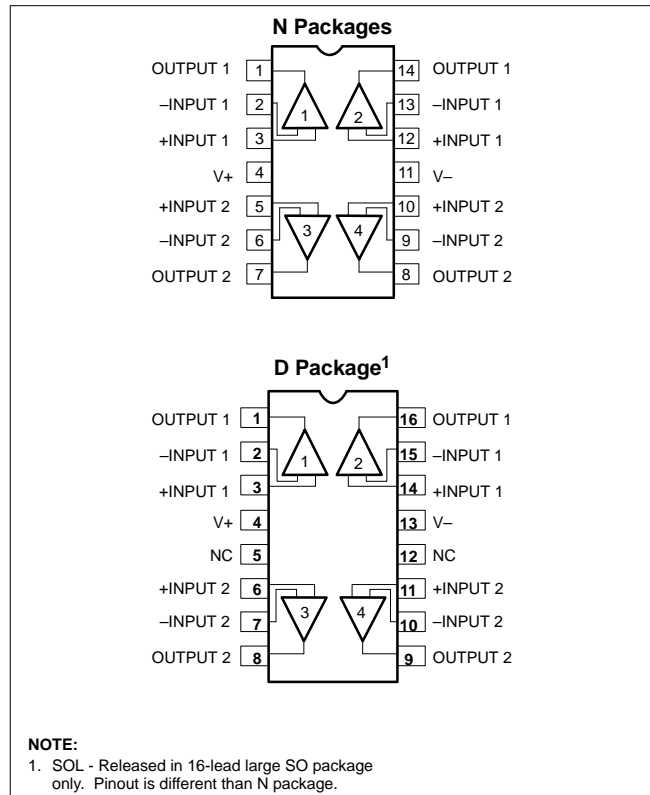 N Packages
OUTPUT 1 1 14 OUTPUT 1
–INPUT 1 2 13 –INPUT 1
1 2
+INPUT 1 3 12 +INPUT 1
V+ 4 11 V–
+INPUT 2 5 10 +INPUT 2
3 4
–INPUT 2 6 9 –INPUT 2
OUTPUT 2 7 8 OUTPUT 2
D Package1
OUTPUT 1 1 16 OUTPUT 1
–INPUT 1 2 15 –INPUT 1
1 2
+INPUT 1 3 14 +INPUT 1
V+ 4 13 V–
NC 5 12 NC
+INPUT 2 6 11 +INPUT 2
3 4
–INPUT 2 7 10 –INPUT 2
OUTPUT 2 8 9 OUTPUT 2
NOTE:
1. SOL - Released in 16-lead large SO package
only. Pinout is different than N package.